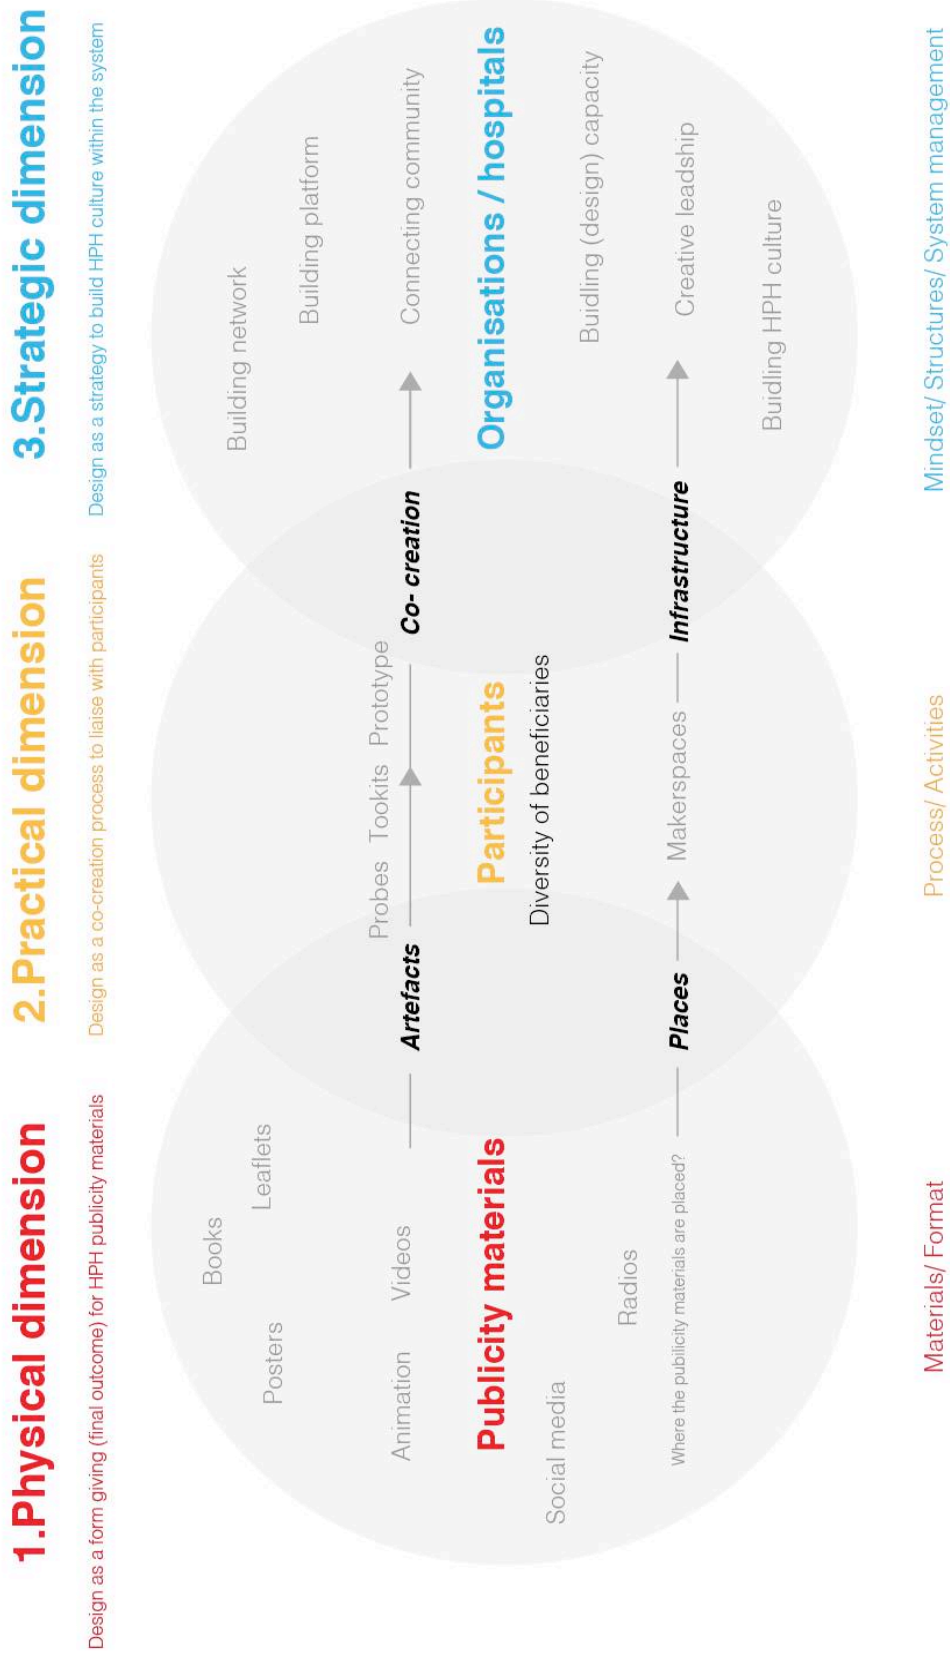 1.Physical dimension
Design as a form giving (final outcome) for HPH publicity materials
2.Practical dimension
Design as a co-creation process to liaise with participants
3.Strategic dimension
Design as a strategy to build HPH culture within the system
Books
Leaflets
Posters
Animation
Videos
Publicity materials
Social media
Radios
Where the pubilicity materials are placed?
Artefacts
Places
Probes
Tookits
Prototype
Participants
Diversity of beneficiaries
Makerspaces
Co- creation
Infrastructure
Building network
Building platform
Connecting community
Organisations / hospitals
Buidling (design) capacity
Creative leadship
Buidling HPH culture
Materials/ Format
Process/ Activities
Mindset/ Structures/ System management